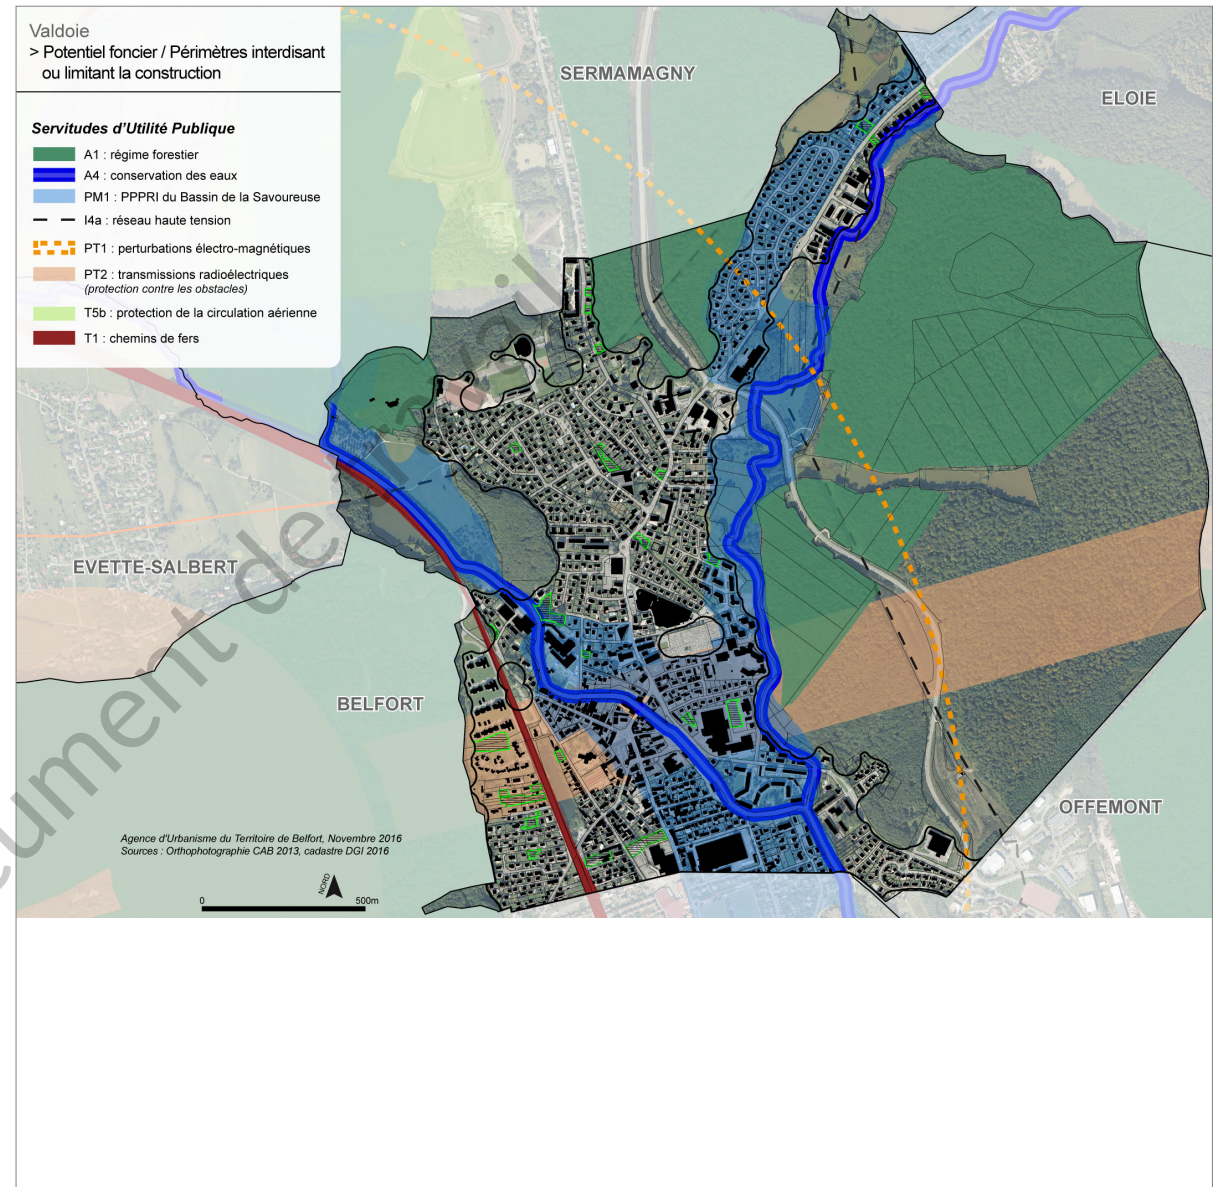 Valdoie
> Potentiel foncier / Périmètres interdisant
ou limitant la construction
Servitudes d'Utilité Publique
A1 : régime forestier
A4 : conservation des eaux
PM1 : PPPRI du Bassin de la Savoureuse
I4a : réseau haute tension
PT1 : perturbations électro-magnétiques
PT2 : transmissions radioélectriques
(protection contre les obstacles)
T5b : protection de la circulation aérienne
T1 : chemins de fers
SERMAMAGNY
ELOIE
EVETTE-SALBERT
BELFORT
OFFEMONT
Agence d'Urbanisme du Territoire de Belfort, Novembre 2016
Sources : Orthophotographie CAB 2013, cadastre DGI 2016
NORD
0 500m